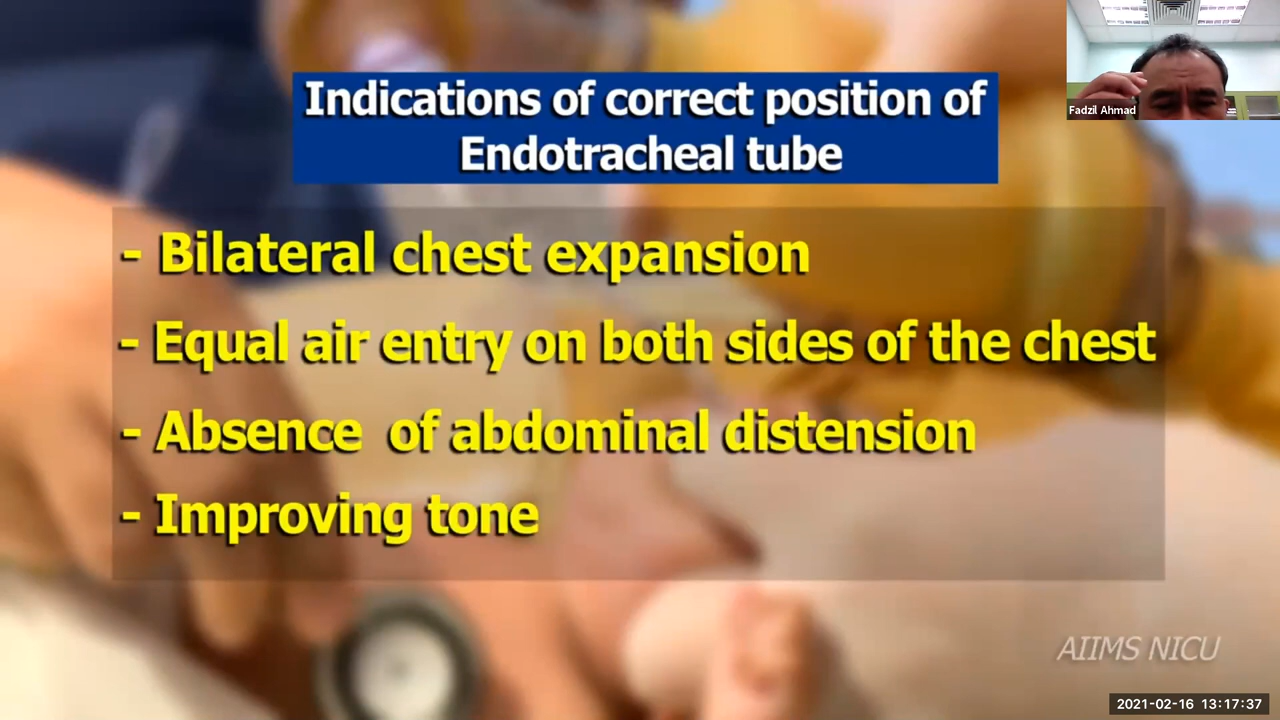 Indications of correct position of
Endotracheal tube
- Bilateral chest expansion
- Equal air entry on both sides of the chest
- Absence of abdominal distension
- Improving tone
Fadzil Ahmad
AIIMS NICU
2021-02-16 13:17:37